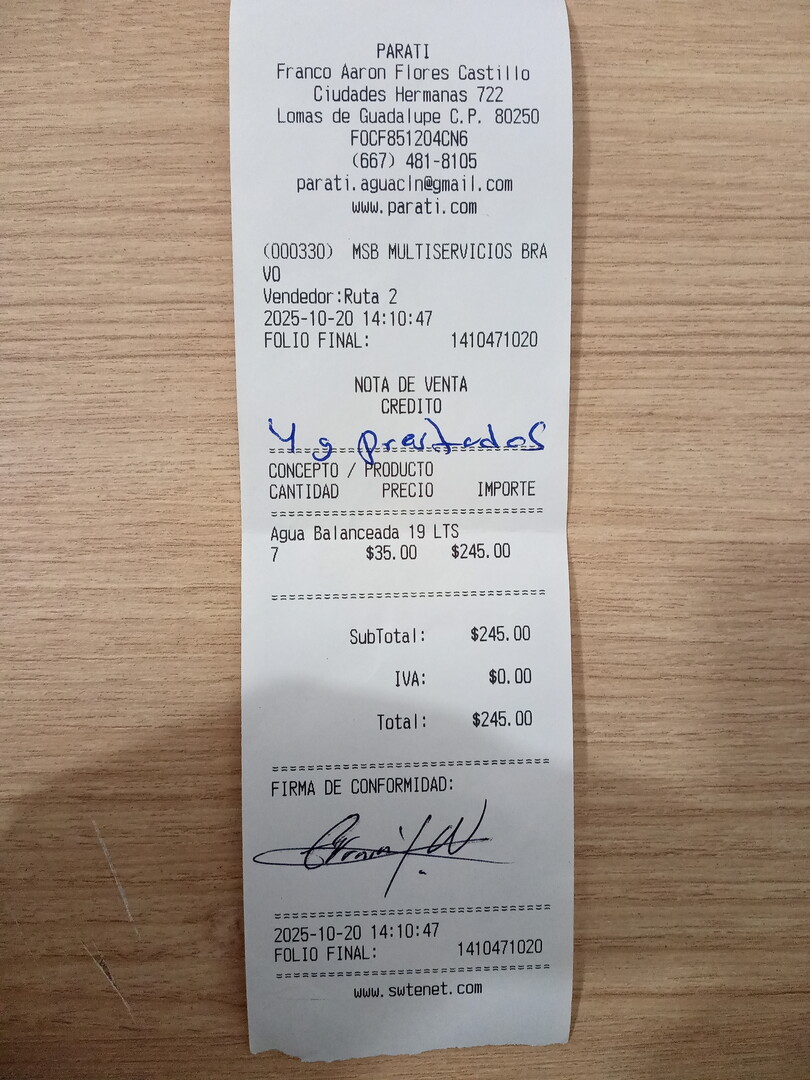 PARATI
Franco Aaron Flores Castillo
Ciudades Hermanas 722
Lomas de Guadalupe C.P. 80250
FOCF851204CN6
(667) 481-8105
parati.aguacln@gmail.com
www.parati.com
(000330) MSB MULTISERVICIOS BRA
VO
Vendedor:Ruta 2
2025-10-20 14:10:47
FOLIO FINAL: 1410471020
NOTA DE VENTA
CREDITO
4 g prestados
CONCEPTO / PRODUCTO
CANTIDAD PRECIO IMPORTE
Agua Balanceada 19 LTS
7 $35.00 $245.00
SubTotal: $245.00
IVA: $0.00
Total: $245.00
FIRMA DE CONFORMIDAD:
2025-10-20 14:10:47
FOLIO FINAL: 1410471020
www.swtenet.com